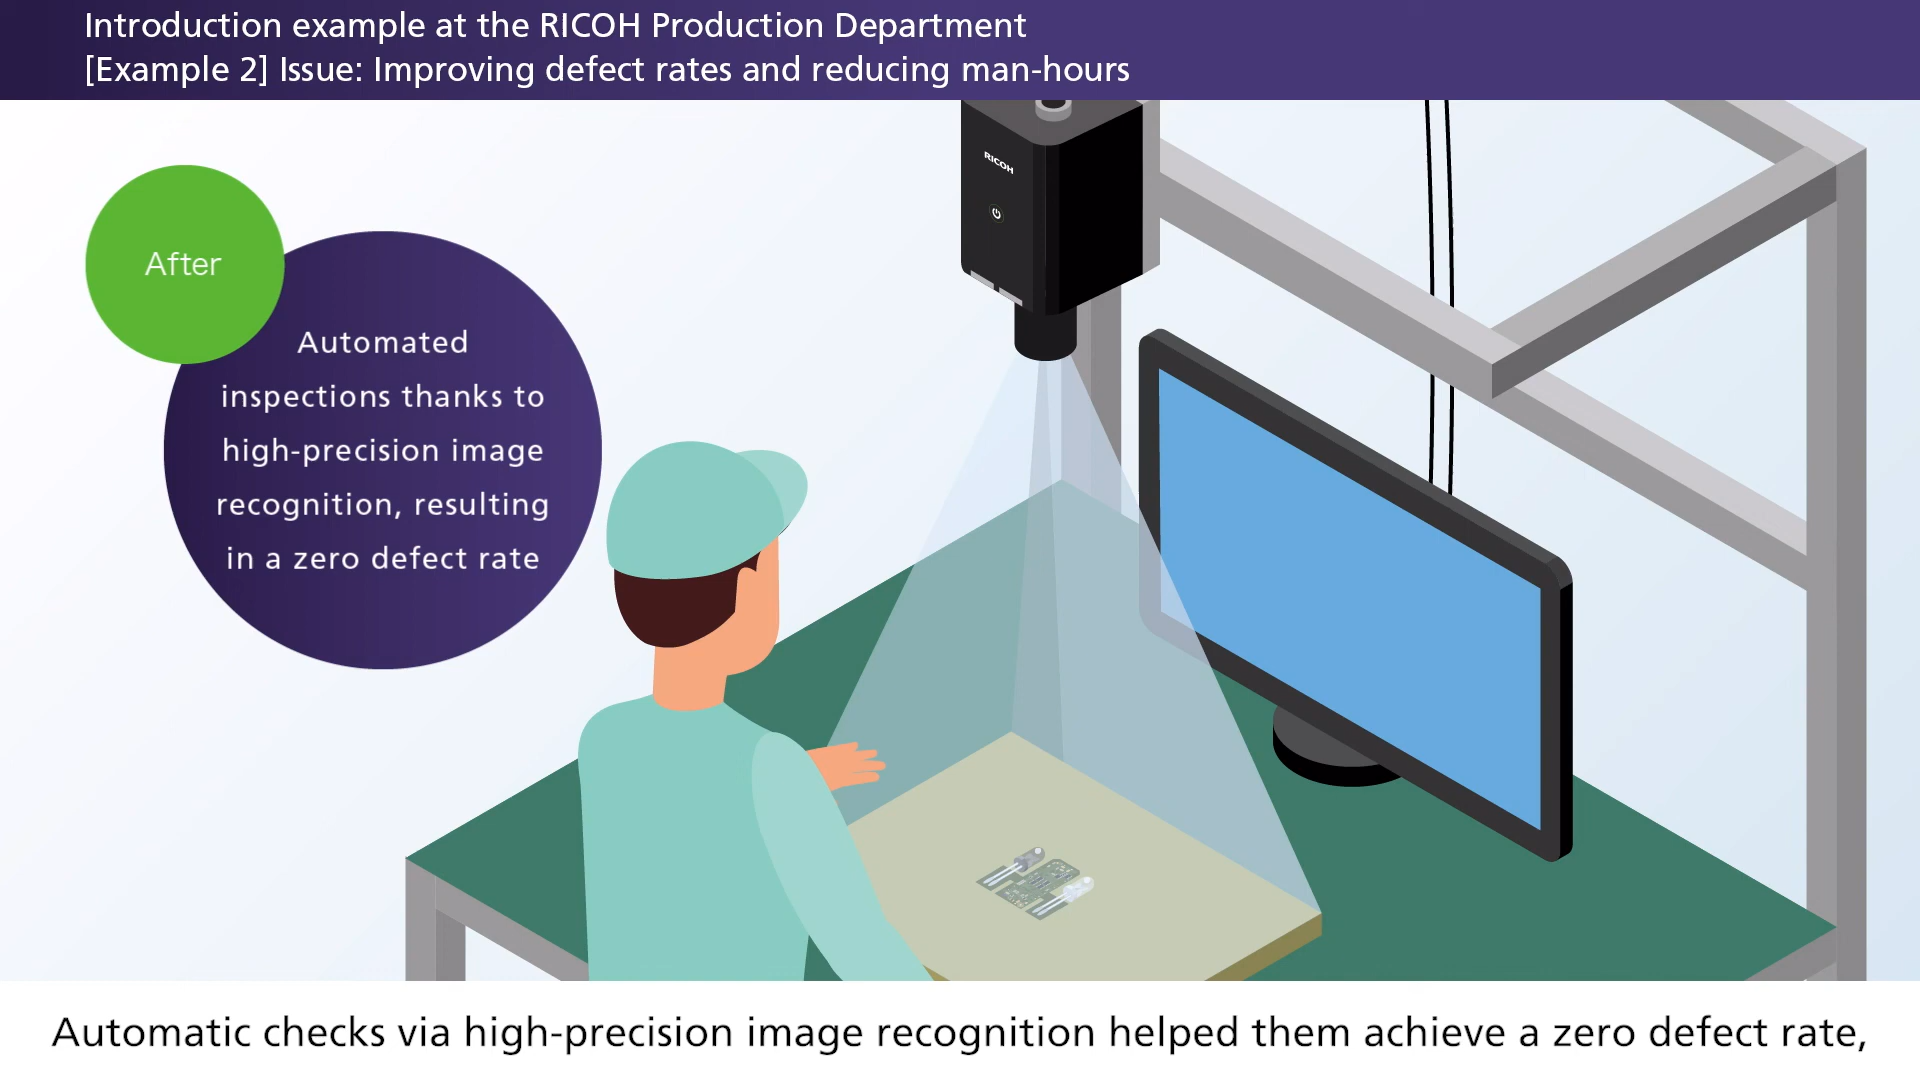 Introduction example at the RICOH Production Department
[Example 2] Issue: Improving defect rates and reducing man-hours
RICOH
After
Automated
inspections thanks to
high-precision image
recognition, resulting
in a zero defect rate
Automatic checks via high-precision image recognition helped them achieve a zero defect rate,